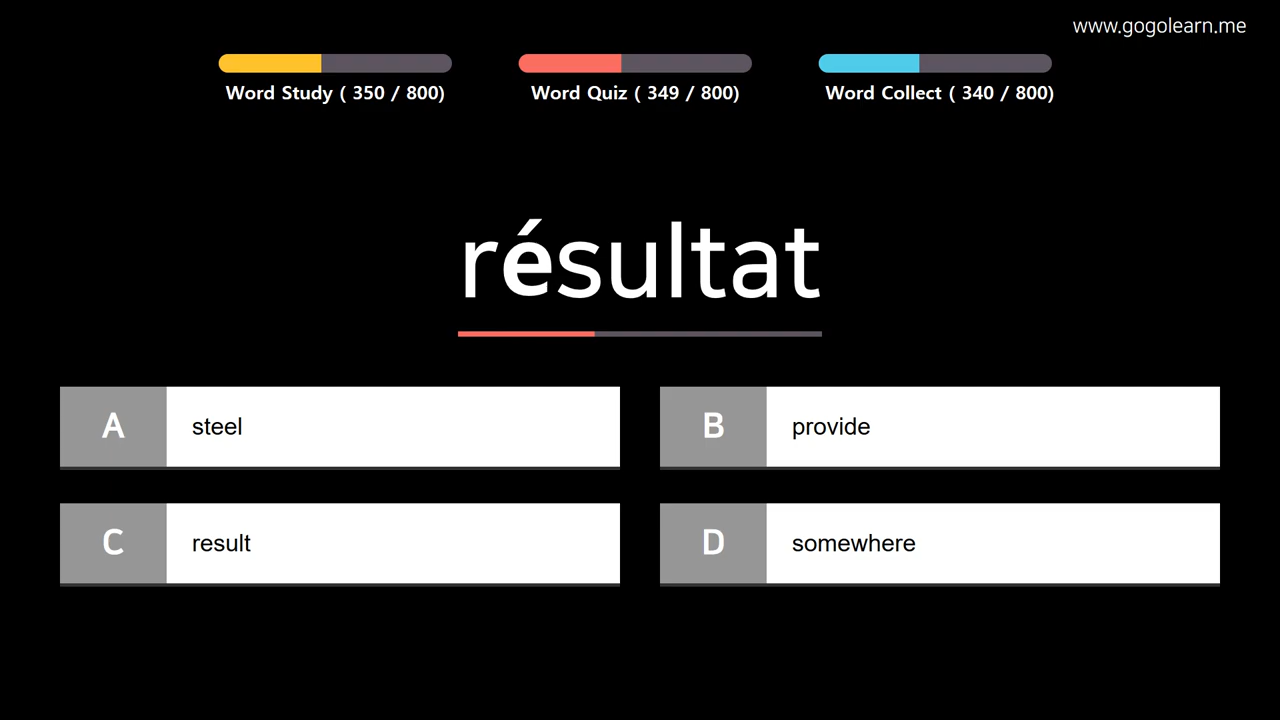 www.gogolearn.me
Word Study ( 350 / 800)
Word Quiz ( 349 / 800)
Word Collect ( 340 / 800)
résultat
A steel
B provide
C result
D somewhere